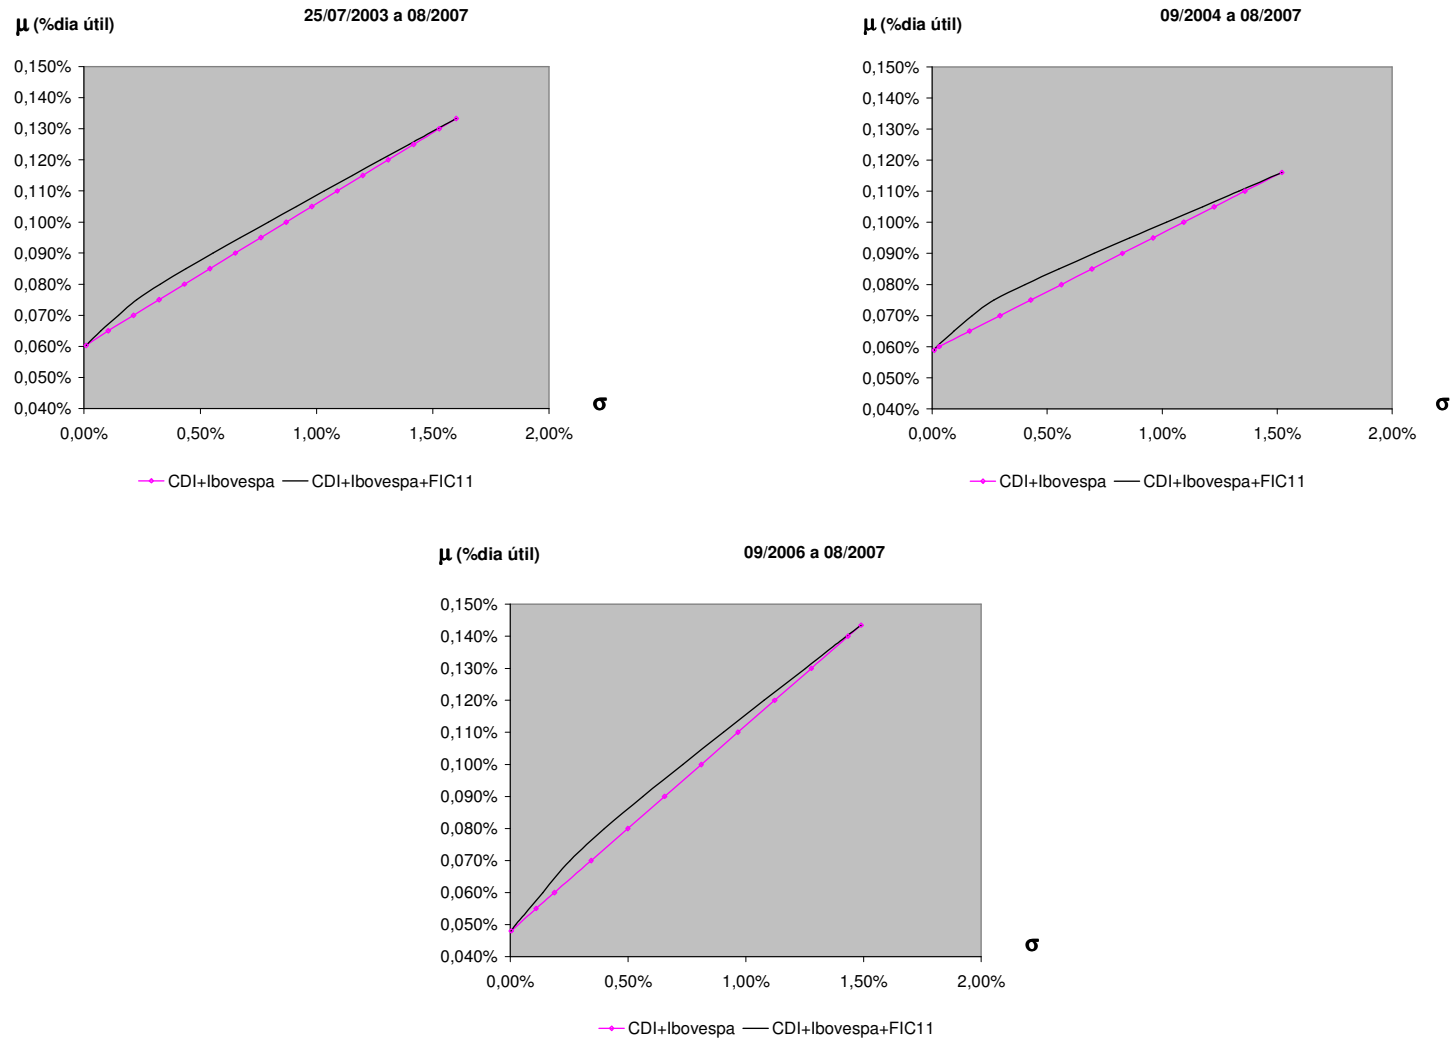 25/07/2003 a 08/2007
μ (%dia útil)
0,150%
0,140%
0,130%
0,120%
0,110%
0,100%
0,090%
0,080%
0,070%
0,060%
0,050%
0,040%
0,00% 0,50% 1,00% 1,50% 2,00%
σ
CDI+Ibovespa CDI+Ibovespa+FIC11
09/2004 a 08/2007
μ (%dia útil)
0,150%
0,140%
0,130%
0,120%
0,110%
0,100%
0,090%
0,080%
0,070%
0,060%
0,050%
0,040%
0,00% 0,50% 1,00% 1,50% 2,00%
σ
CDI+Ibovespa CDI+Ibovespa+FIC11
09/2006 a 08/2007
μ (%dia útil)
0,150%
0,140%
0,130%
0,120%
0,110%
0,100%
0,090%
0,080%
0,070%
0,060%
0,050%
0,040%
0,00% 0,50% 1,00% 1,50% 2,00%
σ
CDI+Ibovespa CDI+Ibovespa+FIC11